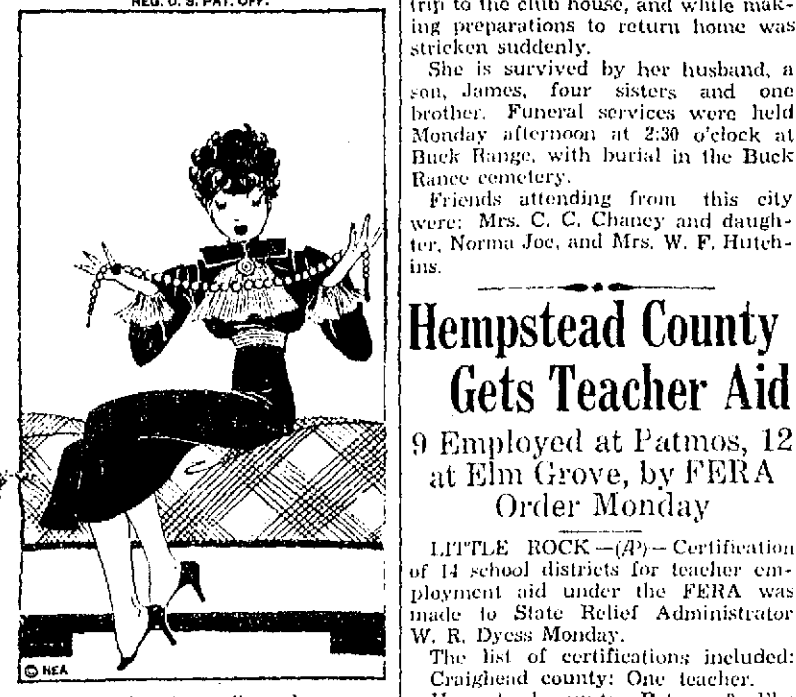 REG. U. S. PAT. OFF.
© NEA
trip to the club house, and while mak-
ing preparations to return home was
stricken suddenly.
She is survived by her husband, a
son, James, four sisters and one
brother. Funeral services were held
Monday afternoon at 2:30 o'clock at
Buck Range, with burial in the Buck
Rance cemetery.
Friends attending from this city
were: Mrs. C. C. Chaney and daugh-
ter, Norma Joe, and Mrs. W. F. Hutch-
ins.
Hempstead County
Gets Teacher Aid
9 Employed at Patmos, 12
at Elm Grove, by FERA
Order Monday
LITTLE ROCK—(AP)—Certification
of 14 school districts for teacher em-
ployment aid under the FERA was
made to State Relief Administrator
W. R. Dyess Monday.
The list of certifications included:
Craighead county: One teacher.